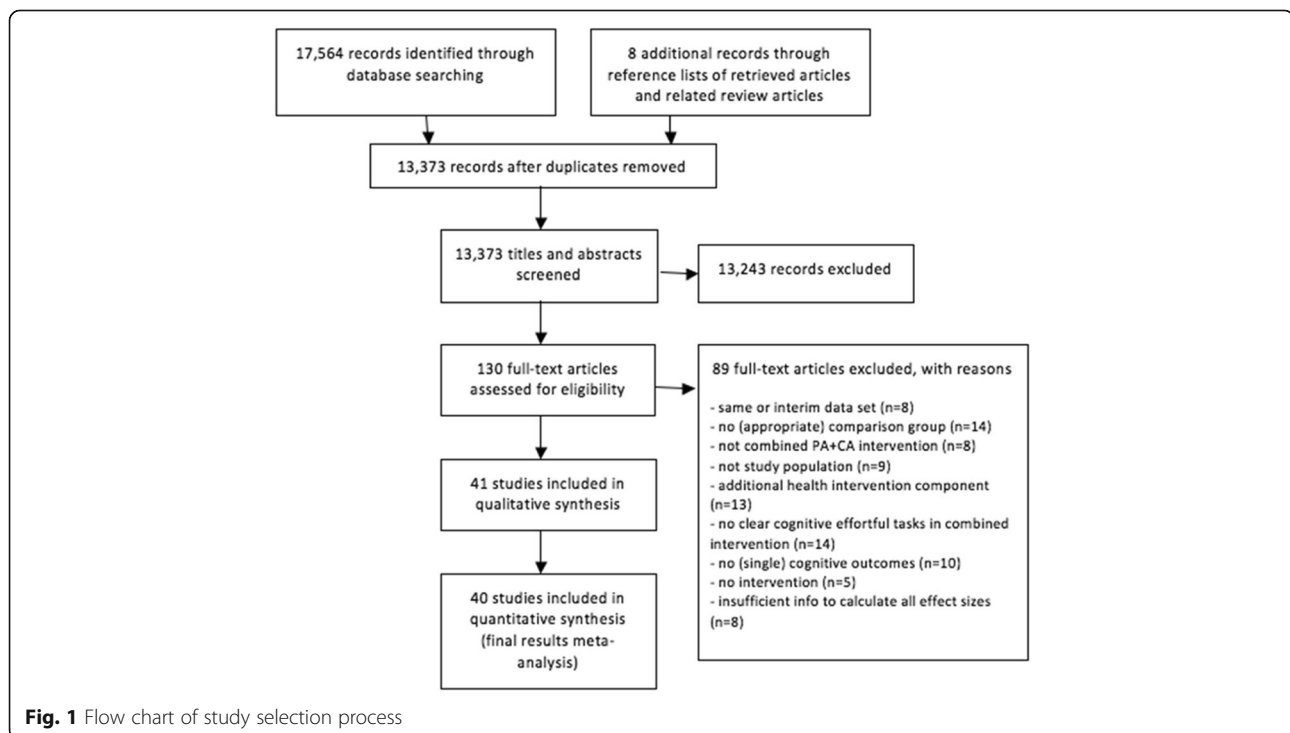 17,564 records identified through
database searching
8 additional records through
reference lists of retrieved articles
and related review articles
13,373 records after duplicates removed
13,373 titles and abstracts
screened
13,243 records excluded
130 full-text articles
assessed for eligibility
89 full-text articles excluded, with reasons
- same or interim data set (n=8)
- no (appropriate) comparison group (n=14)
- not combined PA+CA intervention (n=8)
- not study population (n=9)
- additional health intervention component
(n=13)
- no clear cognitive effortful tasks in combined
intervention (n=14)
- no (single) cognitive outcomes (n=10)
- no intervention (n=5)
- insufficient info to calculate all effect sizes
(n=8)
41 studies included in
qualitative synthesis
40 studies included in
quantitative synthesis
(final results meta-
analysis)
Fig. 1 Flow chart of study selection process